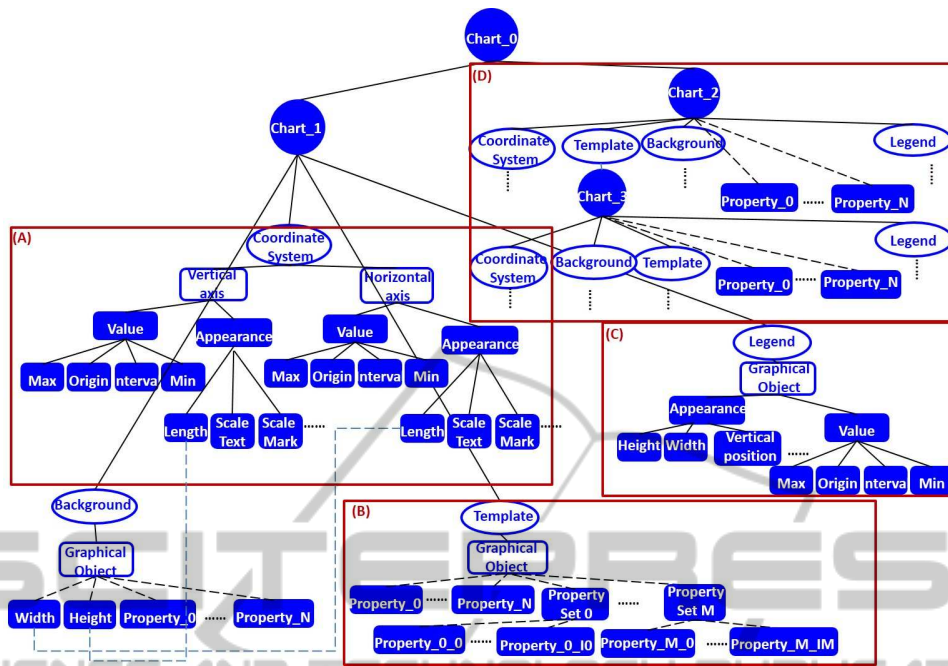 Chart_0
(D)
Chart_2
Chart_1
Coordinate System
Template
Background
Legend
Property_0
......
Property_N
Chart_3
Coordinate System
Background
Template
Legend
Property_0
......
Property_N
(A)
Coordinate System
Vertical axis
Horizontal axis
Value
Appearance
Value
Appearance
Max
Origin
nterva
Min
Max
Origin
nterva
Min
Length
Scale Text
Scale Mark
......
Length
Scale Text
Scale Mark
......
(C)
Legend
Graphical Object
Appearance
Value
Height
Width
Vertical position
......
Max
Origin
nterva
Min
Background
Graphical Object
Width
Height
Property_0
......
Property_N
(B)
Template
Graphical Object
Property_0
......
Property_N
Property Set 0
......
Property Set M
Property_0_0
......
Property_0_I0
Property_M_0
......
Property_M_IM